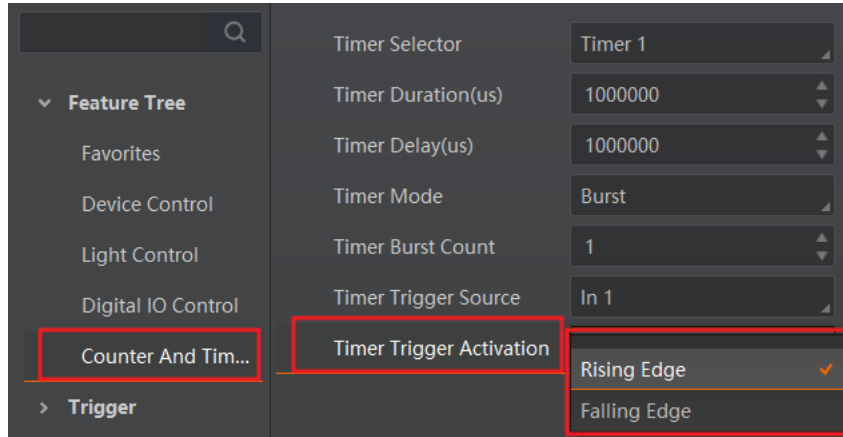 Timer Selector Timer 1
Feature Tree Timer Duration(us) 1000000
Favorites Timer Delay(us) 1000000
Device Control Timer Mode Burst
Light Control Timer Burst Count 1
Digital IO Control Timer Trigger Source In 1
Counter And Tim... Timer Trigger Activation
Rising Edge
Trigger Falling Edge